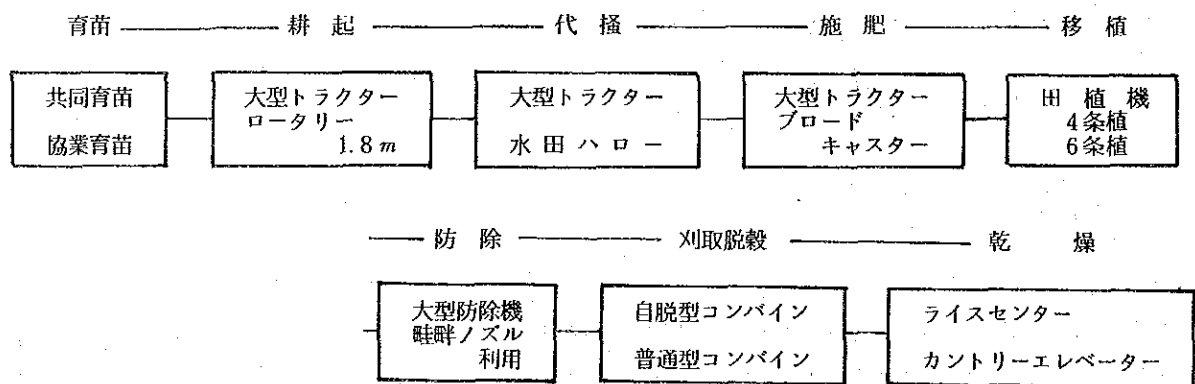 育苗 耕起 代掻 施肥 移植
共同育苗
協業育苗
大型トラクター
ロータリー
1.8m
大型トラクター
水田ハロー
大型トラクター
ブロード
キャスター
田植機
4条植
6条植
防除 刈取脱穀 乾燥
大型防除機
畦畔ノズル
利用
自脱型コンバイン
普通型コンバイン
ライスセンター
カントリーエレベーター